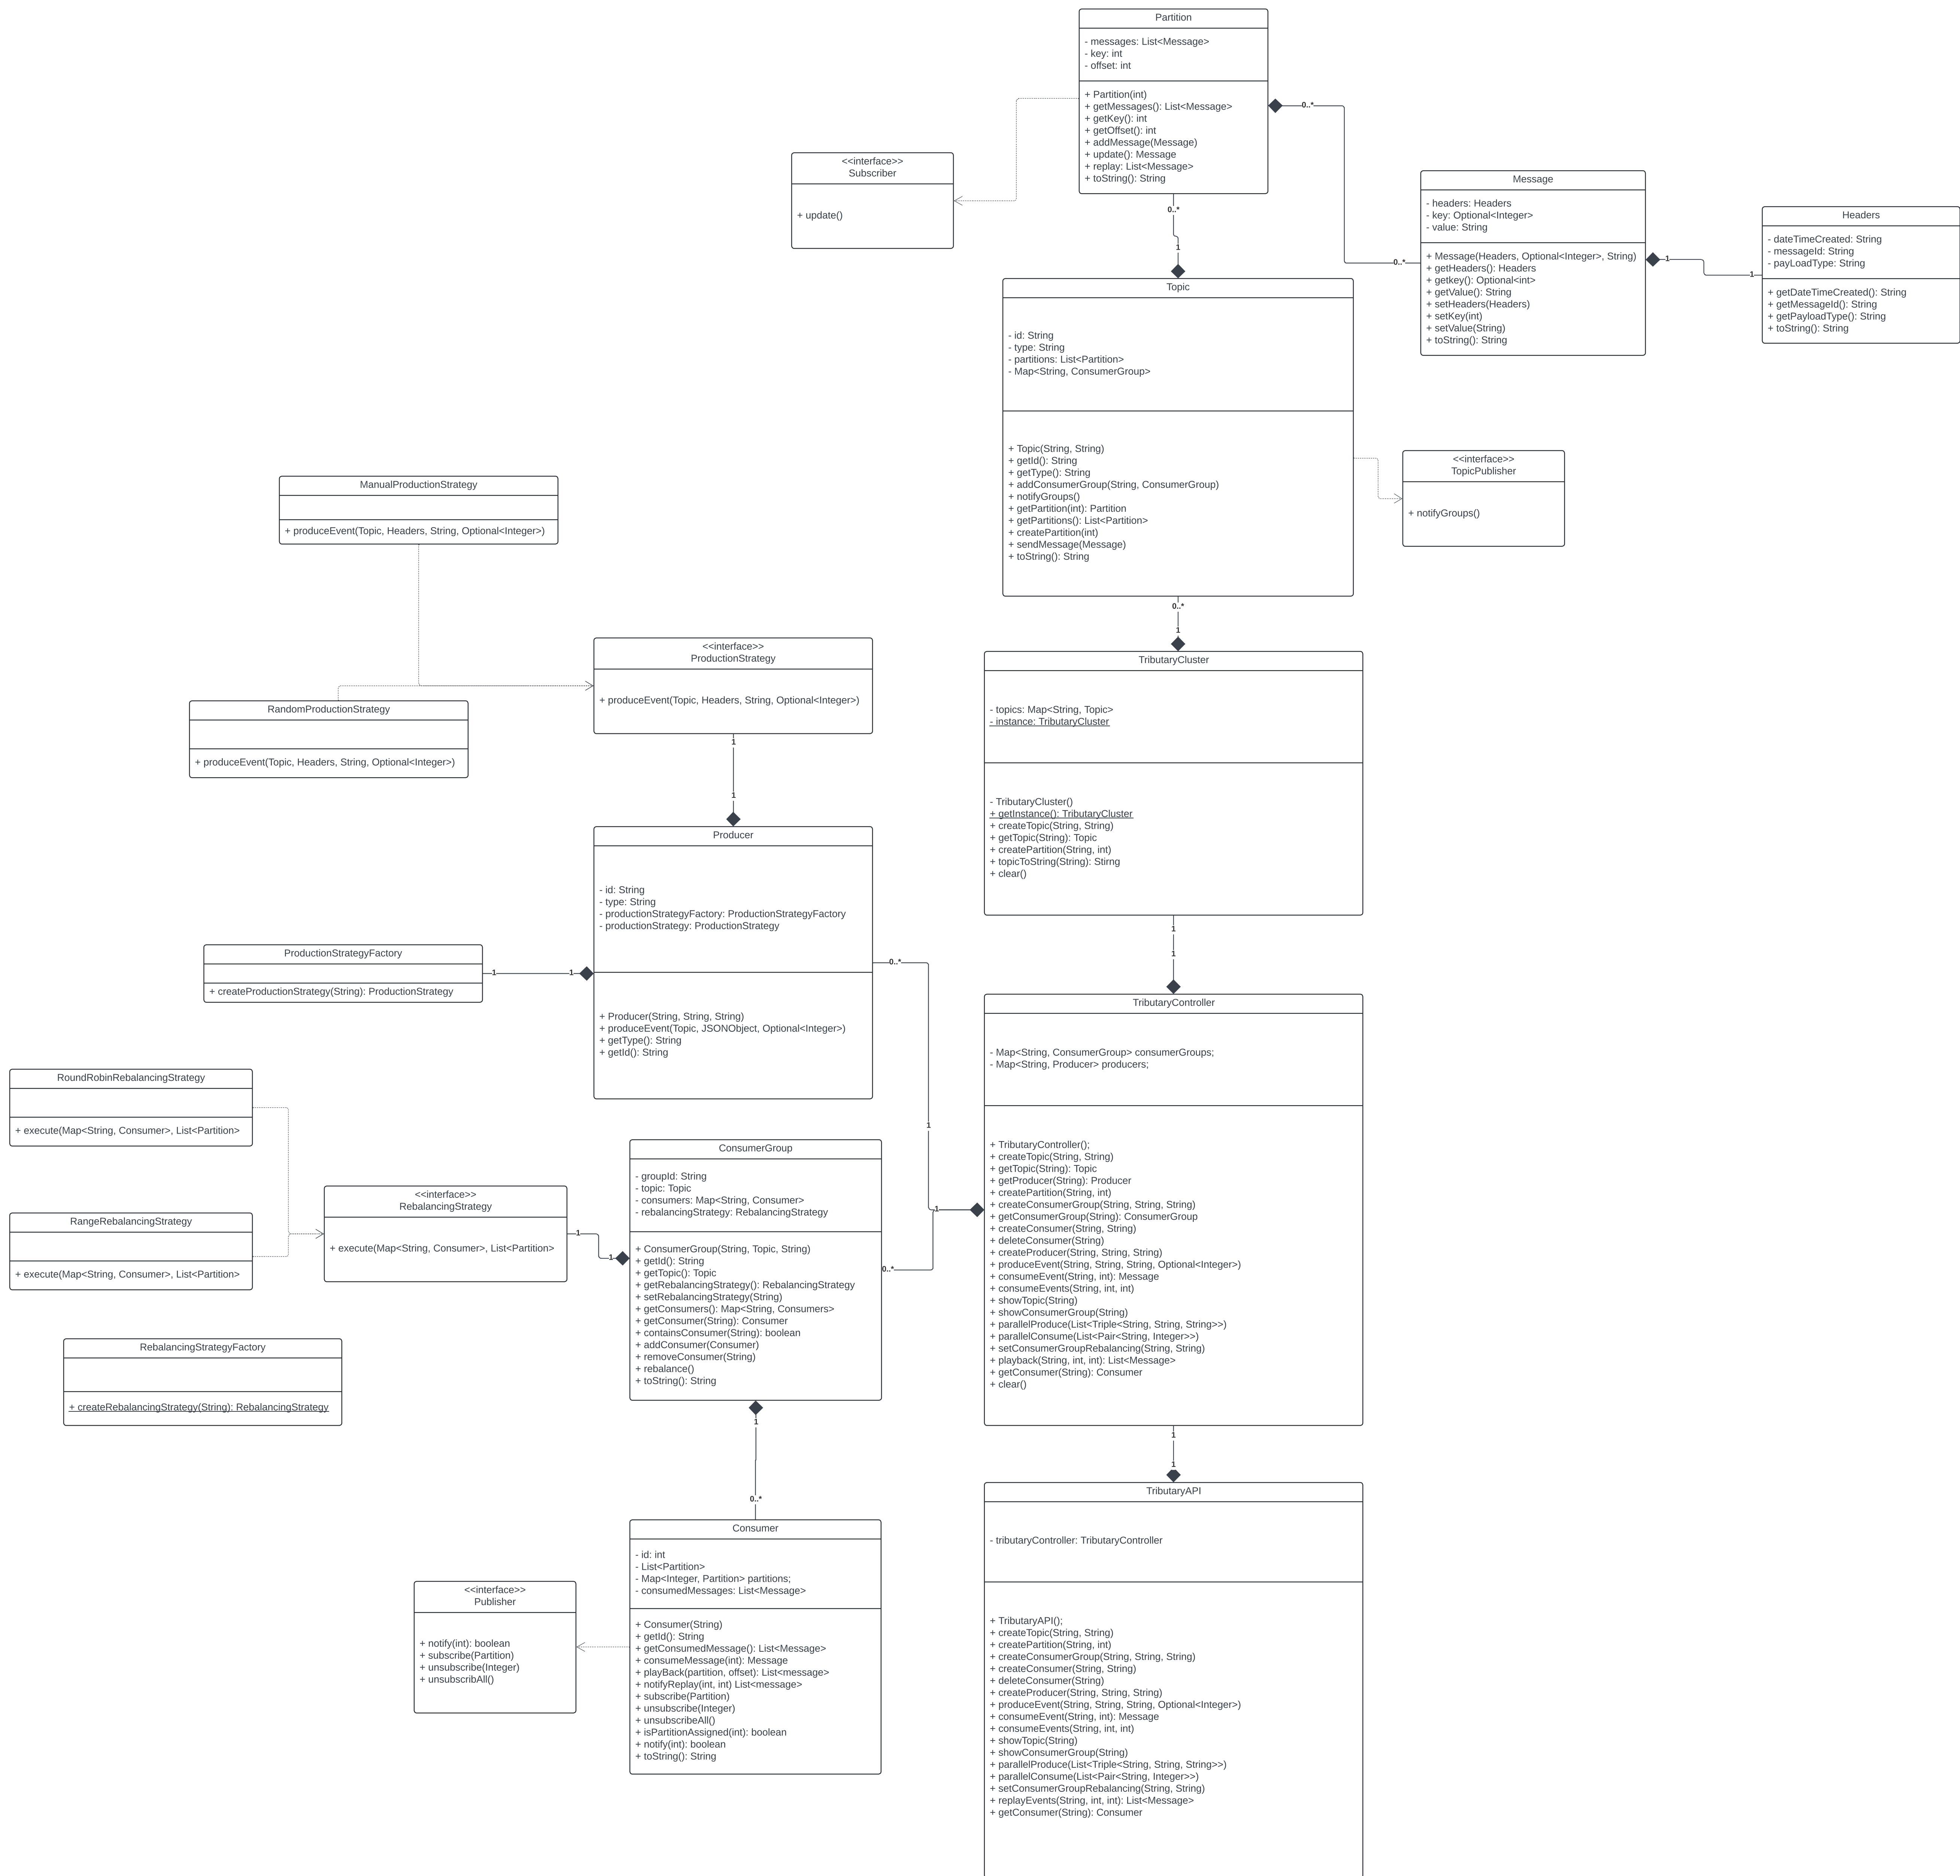 Partition
- messages: List<Message>
- key: int
- offset: int
+ Partition(int)
+ getMessages(): List<Message>
+ getKey(): int
+ getOffset(): int
+ addMessage(Message)
+ update(): Message
+ replay: List<Message>
+ toString(): String
0..*
0..*
0..*
1
<<interface>>
Subscriber
+ update()
Message
- headers: Headers
- key: Optional<Integer>
- value: String
+ Message(Headers, Optional<Integer>, String)
+ getHeaders(): Headers
+ getkey(): Optional<int>
+ getValue(): String
+ setHeaders(Headers)
+ setKey(int)
+ setValue(String)
+ toString(): String
1
1
Headers
- dateTimeCreated: String
- messageId: String
- payLoadType: String
+ getDateTimeCreated(): String
+ getMessageId(): String
+ getPayloadType(): String
+ toString(): String
Topic
- id: String
- type: String
- partitions: List<Partition>
- Map<String, ConsumerGroup>
+ Topic(String, String)
+ getId(): String
+ getType(): String
+ addConsumerGroup(String, ConsumerGroup)
+ notifyGroups()
+ getPartition(int): Partition
+ getPartitions(): List<Partition>
+ createPartition(int)
+ sendMessage(Message)
+ toString(): String
0..*
1
<<interface>>
TopicPublisher
+ notifyGroups()
ManualProductionStrategy
+ produceEvent(Topic, Headers, String, Optional<Integer>)
<<interface>>
ProductionStrategy
+ produceEvent(Topic, Headers, String, Optional<Integer>)
1
1
RandomProductionStrategy
+ produceEvent(Topic, Headers, String, Optional<Integer>)
TributaryCluster
- topics: Map<String, Topic>
- instance: TributaryCluster
- TributaryCluster()
+ getInstance(): TributaryCluster
+ createTopic(String, String)
+ getTopic(String): Topic
+ createPartition(String, int)
+ topicToString(String): Stirng
+ clear()
1
1
Producer
- id: String
- type: String
- productionStrategyFactory: ProductionStrategyFactory
- productionStrategy: ProductionStrategy
+ Producer(String, String, String)
+ produceEvent(Topic, JSONObject, Optional<Integer>)
+ getType(): String
+ getId(): String
0..*
1
ProductionStrategyFactory
+ createProductionStrategy(String): ProductionStrategy
1
1
TributaryController
- Map<String, ConsumerGroup> consumerGroups;
- Map<String, Producer> producers;
+ TributaryController();
+ createTopic(String, String)
+ getTopic(String): Topic
+ getProducer(String): Producer
+ createPartition(String, int)
+ createConsumerGroup(String, String, String)
+ getConsumerGroup(String): ConsumerGroup
+ createConsumer(String, String)
+ deleteConsumer(String)
+ createProducer(String, String, String)
+ produceEvent(String, String, String, Optional<Integer>)
+ consumeEvent(String, int): Message
+ consumeEvents(String, int, int)
+ showTopic(String)
+ showConsumerGroup(String)
+ parallelProduce(List<Triple<String, String, String>>)
+ parallelConsume(List<Pair<String, Integer>>)
+ setConsumerGroupRebalancing(String, String)
+ playback(String, int, int): List<Message>
+ getConsumer(String): Consumer
+ clear()
1
1
RoundRobinRebalancingStrategy
+ execute(Map<String, Consumer>, List<Partition>
RangeRebalancingStrategy
+ execute(Map<String, Consumer>, List<Partition>
<<interface>>
RebalancingStrategy
+ execute(Map<String, Consumer>, List<Partition>
1
1
ConsumerGroup
- groupId: String
- topic: Topic
- consumers: Map<String, Consumer>
- rebalancingStrategy: RebalancingStrategy
+ ConsumerGroup(String, Topic, String)
+ getId(): String
+ getTopic(): Topic
+ getRebalancingStrategy(): RebalancingStrategy
+ setRebalancingStrategy(String)
+ getConsumers(): Map<String, Consumers>
+ getConsumer(String): Consumer
+ containsConsumer(String): boolean
+ addConsumer(Consumer)
+ removeConsumer(String)
+ rebalance()
+ toString(): String
0..*
1
1
0..*
RebalancingStrategyFactory
+ createRebalancingStrategy(String): RebalancingStrategy
Consumer
- id: int
- List<Partition>
- Map<Integer, Partition> partitions;
- consumedMessages: List<Message>
+ Consumer(String)
+ getId(): String
+ getConsumedMessage(): List<Message>
+ consumeMessage(int): Message
+ playBack(partition, offset): List<message>
+ notifyReplay(int, int) List<message>
+ subscribe(Partition)
+ unsubscribe(Integer)
+ unsubscribeAll()
+ isPartitionAssigned(int): boolean
+ notify(int): boolean
+ toString(): String
<<interface>>
Publisher
+ notify(int): boolean
+ subscribe(Partition)
+ unsubscribe(Integer)
+ unsubscribAll()
TributaryAPI
- tributaryController: TributaryController
+ TributaryAPI();
+ createTopic(String, String)
+ createPartition(String, int)
+ createConsumerGroup(String, String, String)
+ createConsumer(String, String)
+ deleteConsumer(String)
+ createProducer(String, String, String)
+ produceEvent(String, String, String, Optional<Integer>)
+ consumeEvent(String, int): Message
+ consumeEvents(String, int, int)
+ showTopic(String)
+ showConsumerGroup(String)
+ parallelProduce(List<Triple<String, String, String>>)
+ parallelConsume(List<Pair<String, Integer>>)
+ setConsumerGroupRebalancing(String, String)
+ replayEvents(String, int, int): List<Message>
+ getConsumer(String): Consumer